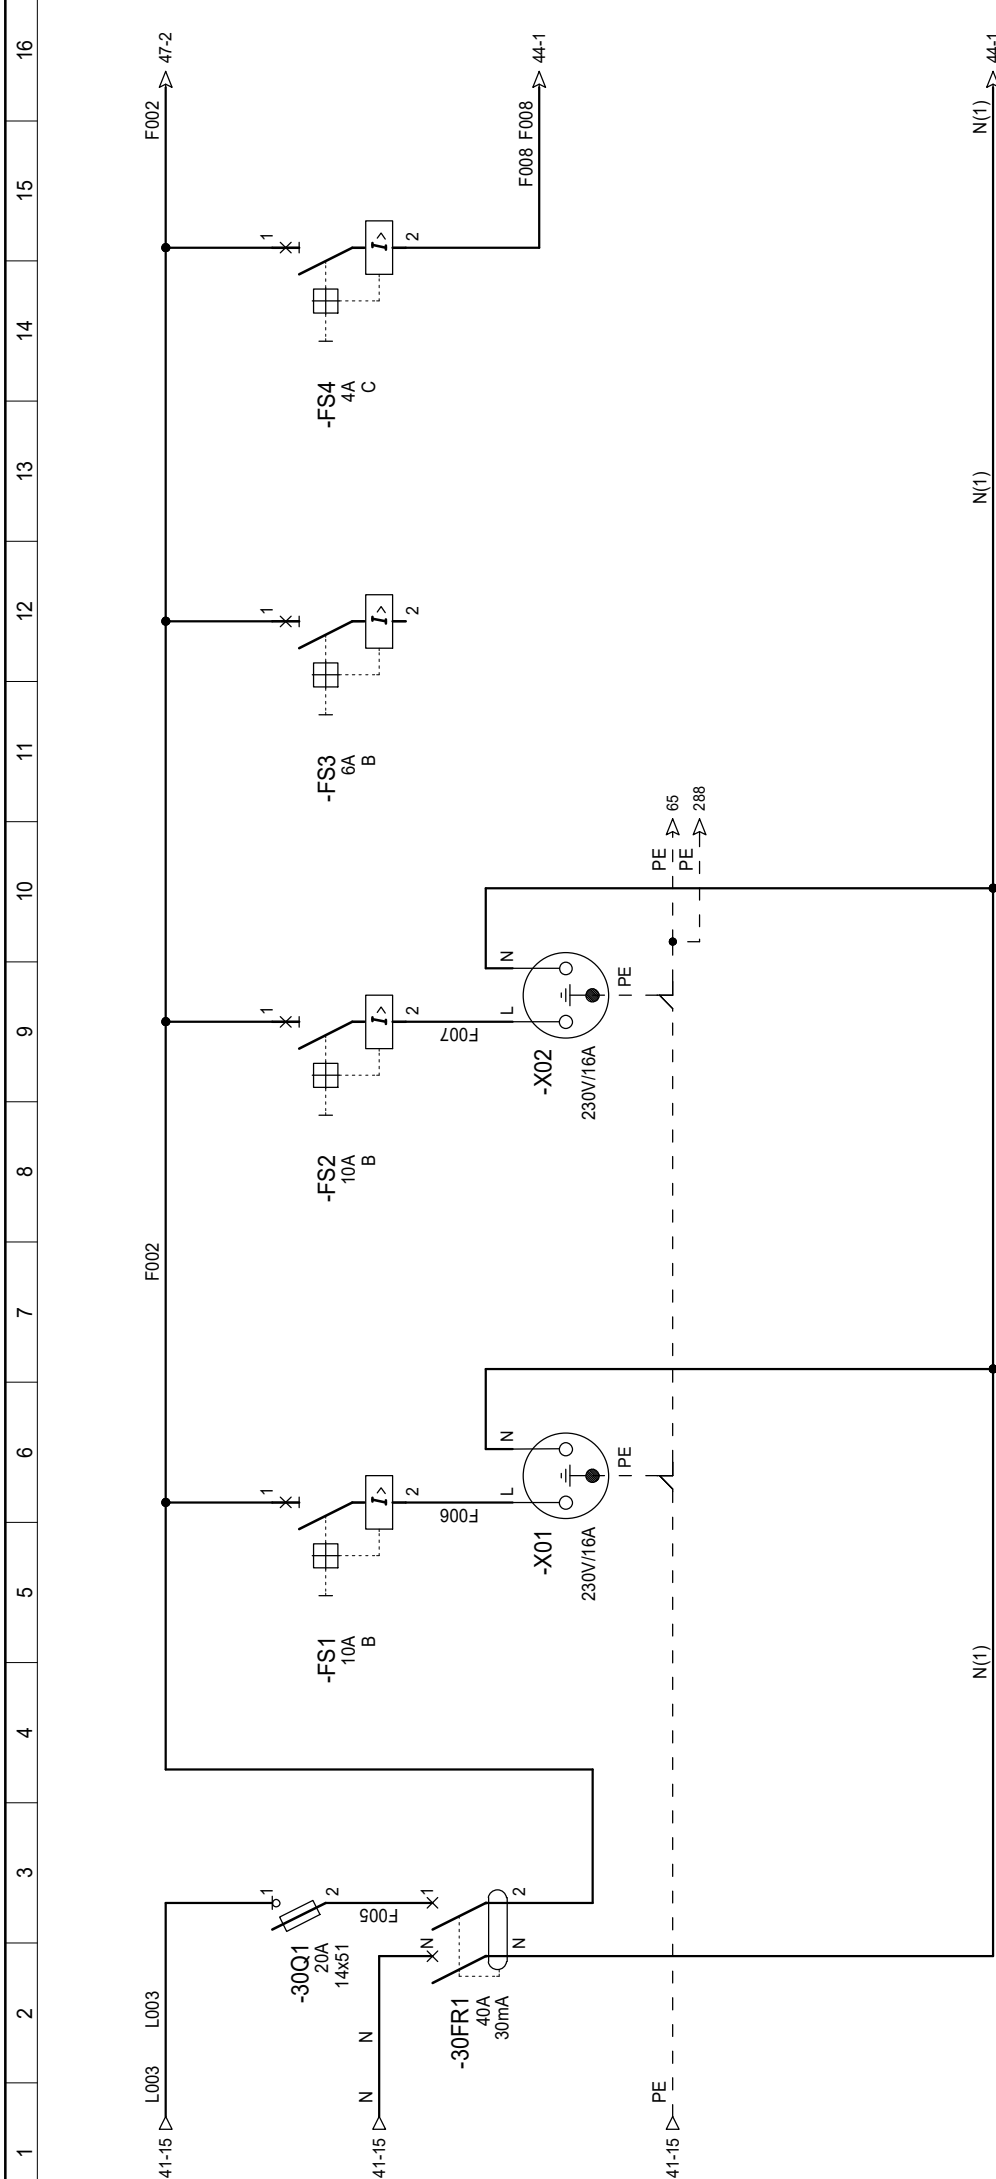 1
2
3
4
5
6
7
8
9
10
11
12
13
14
15
16
41-15
L003
L003
F002
F002
47-2
1
2
-30Q1
20A
14x51
F005
41-15
N
N
N
1
N
2
-30FR1
40A
30mA
1
2
-FS1
10A
B
I>
F006
L
N
-X01
230V/16A
PE
1
2
-FS2
10A
B
I>
F007
L
N
-X02
230V/16A
PE
1
2
-FS3
6A
B
I>
1
2
-FS4
4A
C
I>
F008
F008
44-1
41-15
PE
PE
65
PE
288
N(1)
N(1)
N(1)
44-1